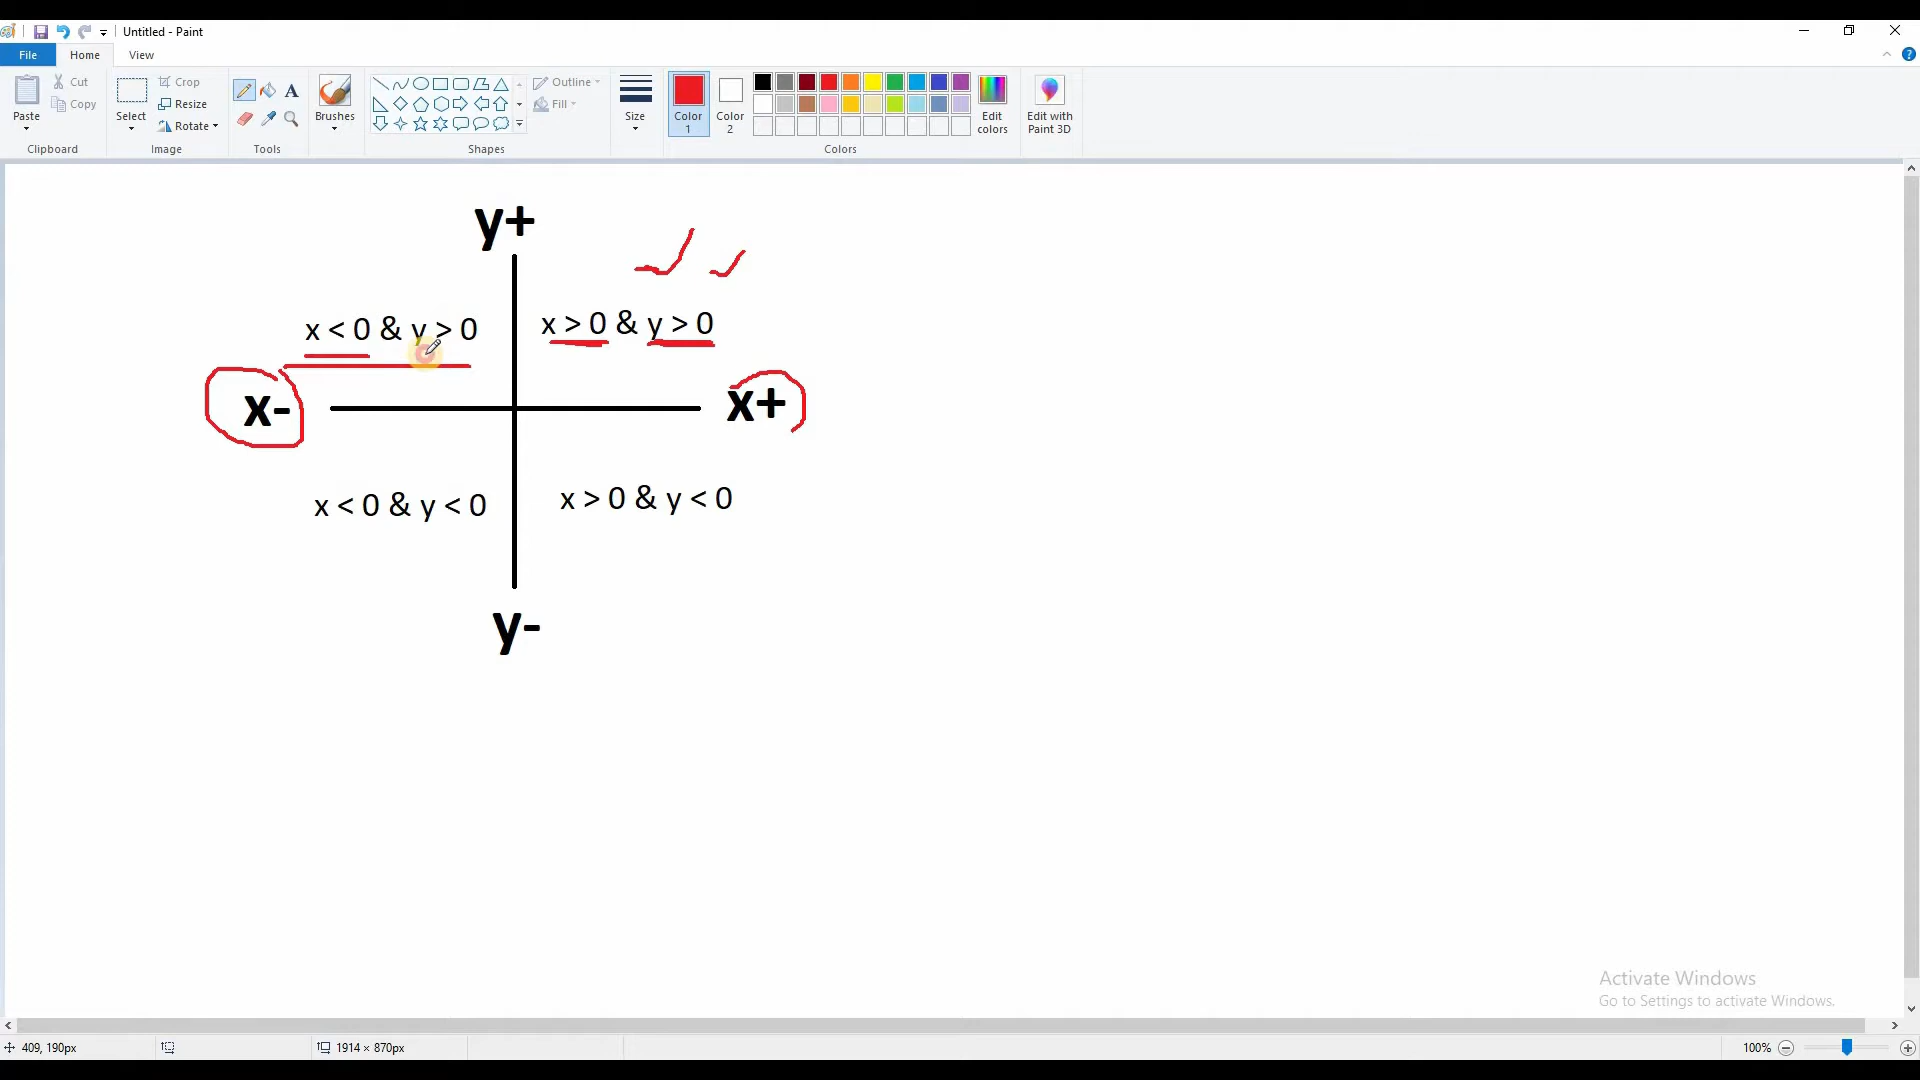 Untitled - Paint
File Home View
Paste
Cut
Copy
Clipboard
Select
Crop
Resize
Rotate
Image
A
Tools
Brushes
Shapes
Outline
Fill
Size
Color 1
Color 2
Edit colors
Colors
Edit with Paint 3D
y+
x < 0 & y > 0
x > 0 & y > 0
x-
x+
x < 0 & y < 0
x > 0 & y < 0
y-
Activate Windows
Go to Settings to activate Windows.
409, 190px
1914 × 870px
100%